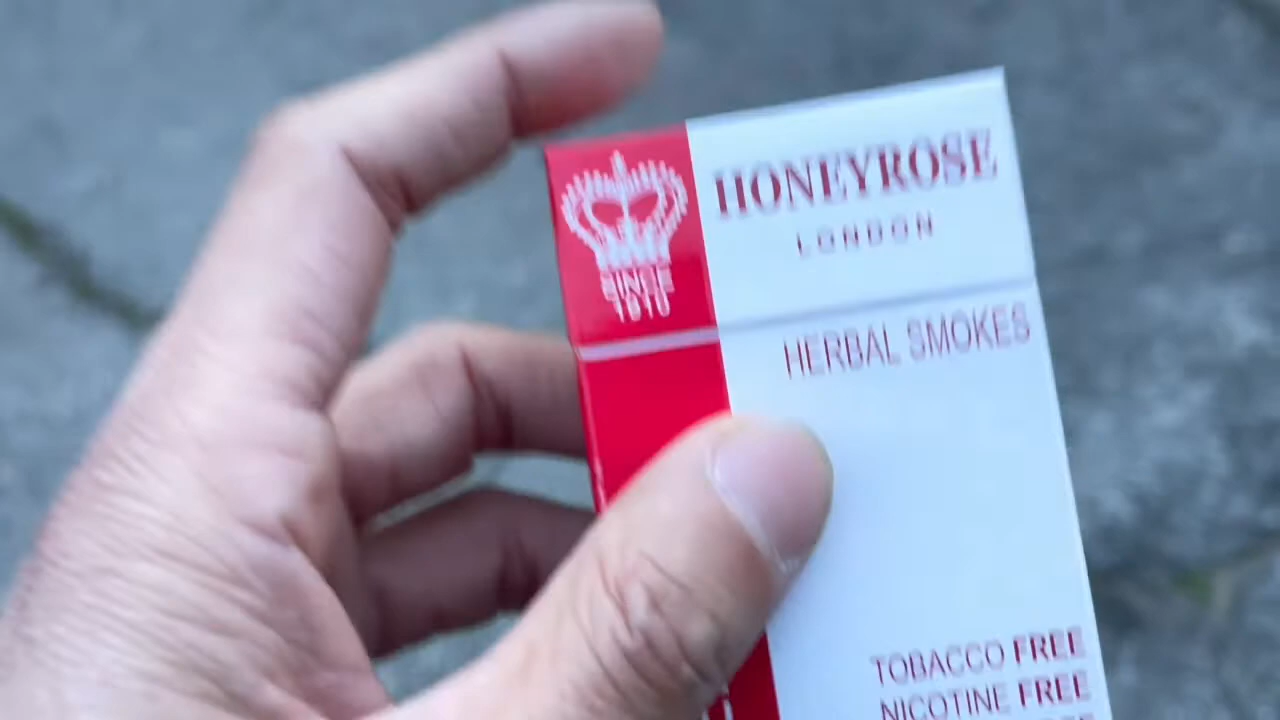 HONEYROSE
LONDON
SINCE
1910
HERBAL SMOKES
TOBACCO FREE
NICOTINE FREE